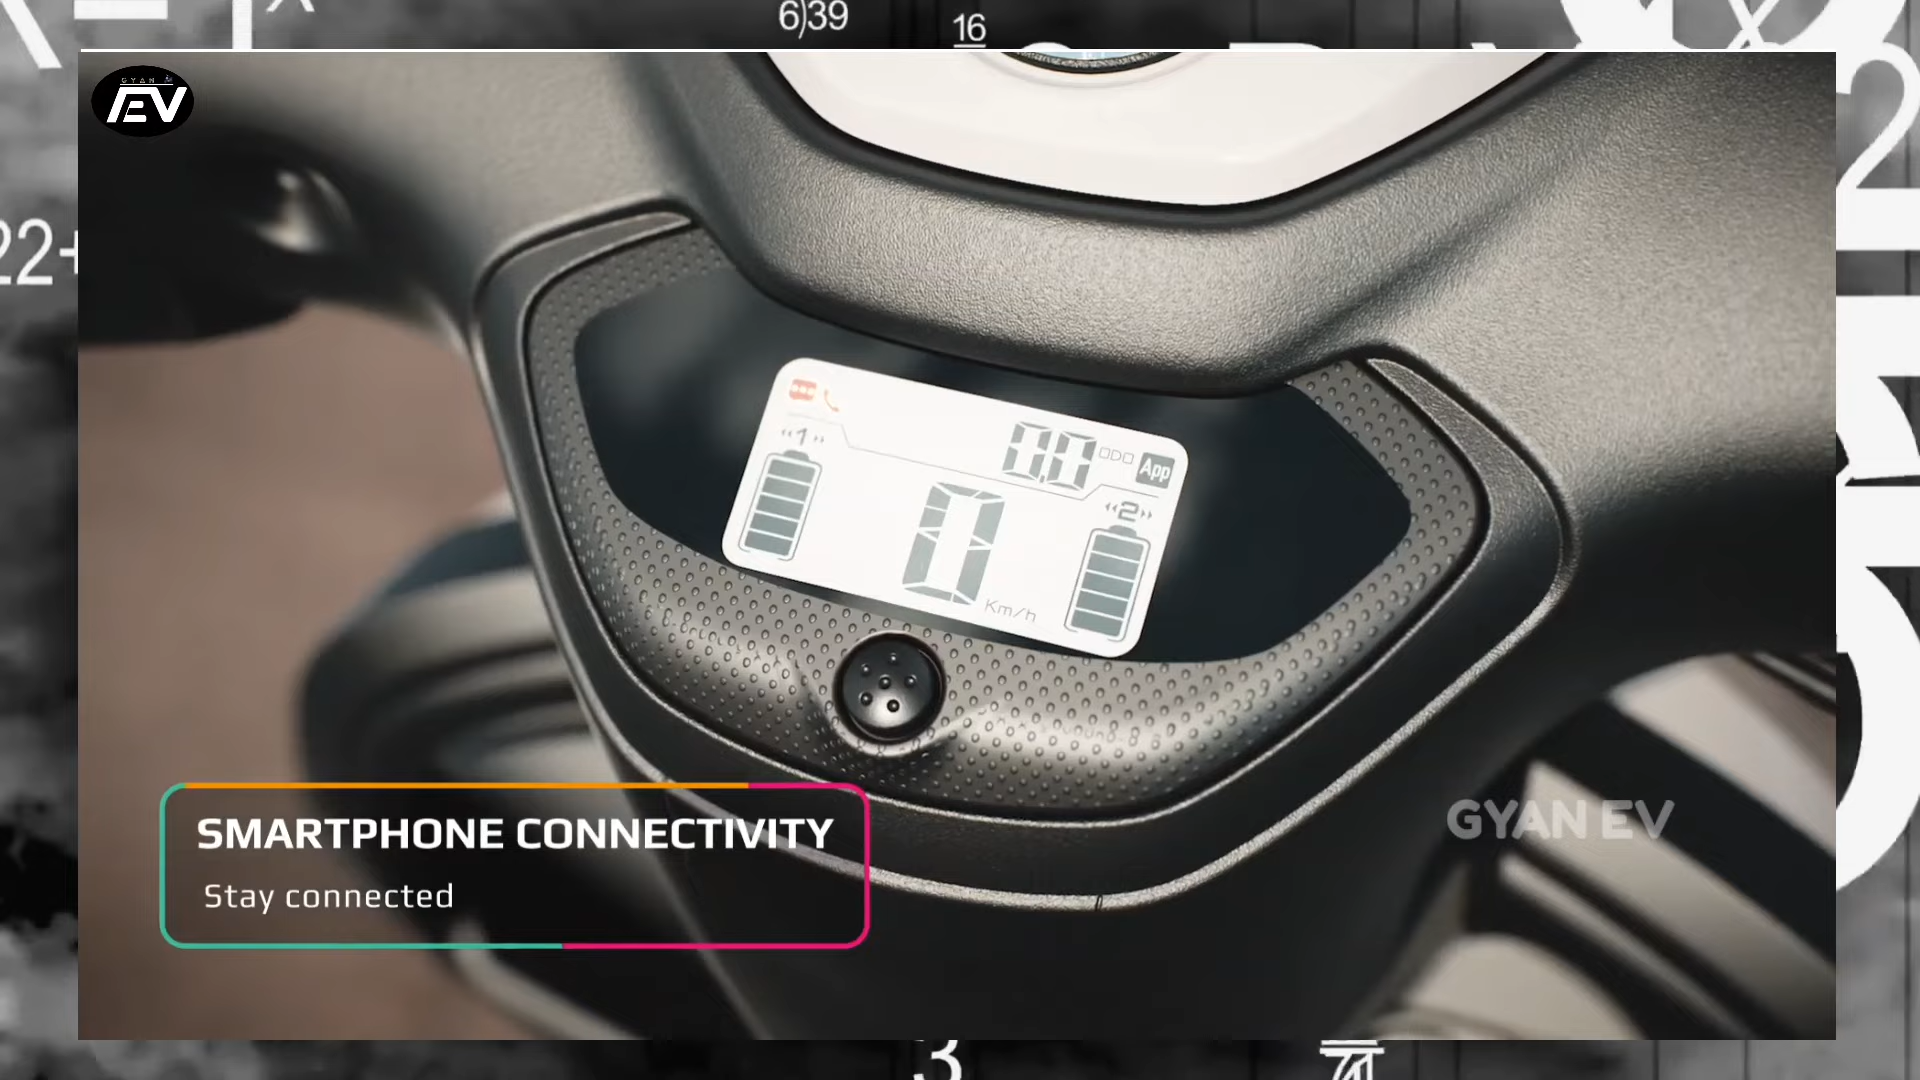 6)39
16
22+
GYAN
EV
0.0 ODO App
«1»
«2»
0
Km/h
SMARTPHONE CONNECTIVITY
Stay connected
GYAN EV
3